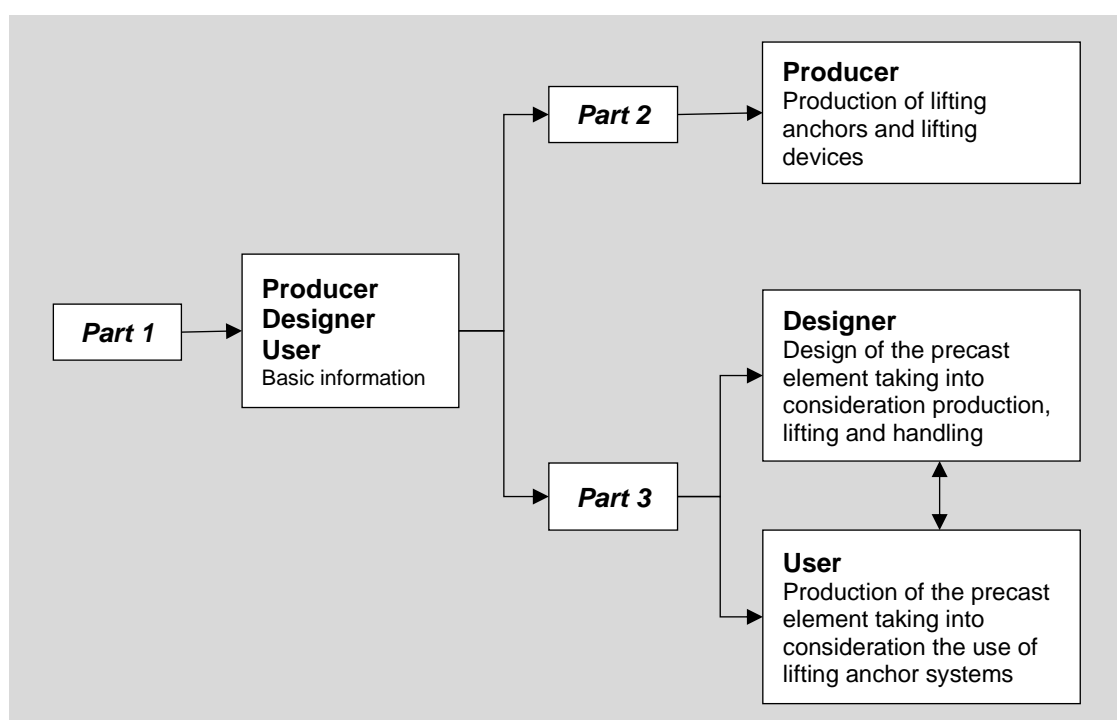 Part 1
Producer
Designer
User
Basic information
Part 2
Producer
Production of lifting
anchors and lifting
devices
Part 3
Designer
Design of the precast
element taking into
consideration production,
lifting and handling
User
Production of the precast
element taking into
consideration the use of
lifting anchor systems